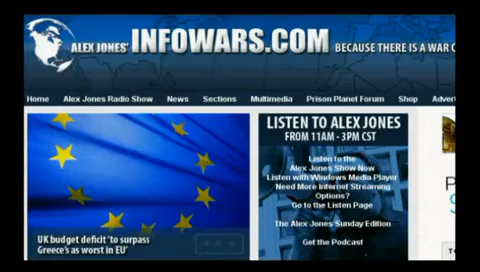 ALEX JONES' INFOWARS.COM BECAUSE THERE IS A WAR
Home Alex Jones Radio Show News Sections Multimedia Prison Planet Forum Shop
LISTEN TO ALEX JONES
FROM 11AM - 3PM CST
Listen to the
Alex Jones Show Now
Listen with Windows Media Player
Need More Internet Streaming
Options?
Go to the Listen Page
The Alex Jones Sunday Edition
Get the Podcast
UK budget deficit 'to surpass
Greece's as worst in EU'